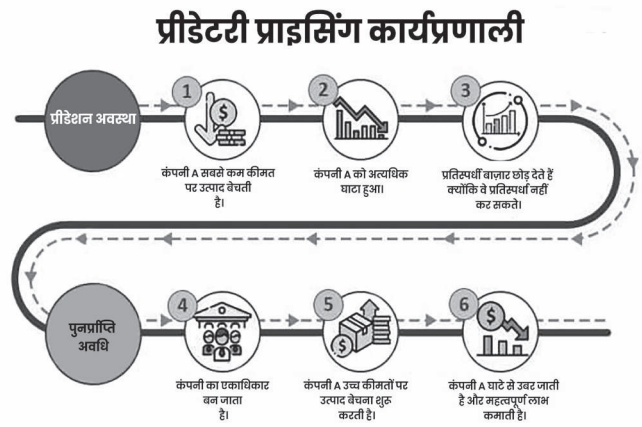 प्रीडेटरी प्राइसिंग कार्यप्रणाली
प्रीडेशन अवस्था
1
कंपनी A सबसे कम कीमत
पर उत्पाद बेचती
है।
2
कंपनी A को अत्यधिक
घाटा हुआ।
3
प्रतिस्पर्धी बाज़ार छोड़ देते हैं
क्योंकि वे प्रतिस्पर्धा नहीं
कर सकते।
पुनर्प्राप्ति
अवधि
4
कंपनी का एकाधिकार
बन जाता
है।
5
कंपनी A उच्च कीमतों पर
उत्पाद बेचना शुरू
करती है।
6
कंपनी A घाटे से उबर जाती
है और महत्वपूर्ण लाभ
कमाती है।